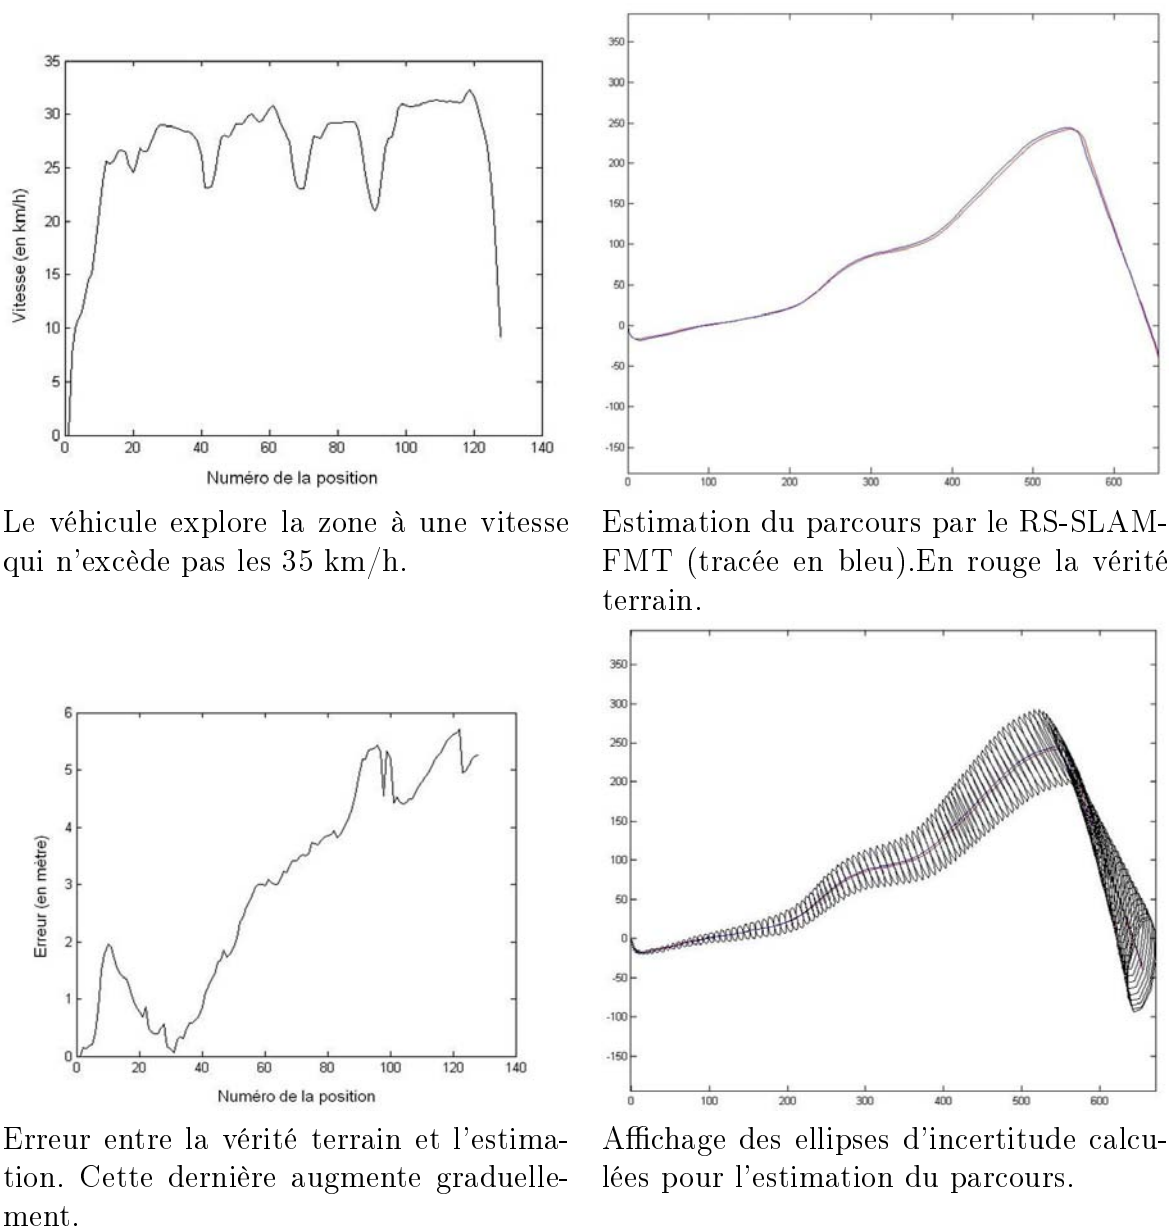 35
30
25
20
15
10
5
0
Vitesse (en km/h)
0 20 40 60 80 100 120 140
Numéro de la position
350
300
250
200
150
100
50
0
-50
-100
-150
0 100 200 300 400 500 600
Le véhicule explore la zone à une vitesse
qui n'excède pas les 35 km/h.
Estimation du parcours par le RS-SLAM-
FMT (tracée en bleu).En rouge la vérité
terrain.
6
5
4
3
2
1
0
Erreur (en mètre)
0 20 40 60 80 100 120 140
Numéro de la position
350
300
250
200
150
100
50
0
-50
-100
-150
0 100 200 300 400 500 600
Erreur entre la vérité terrain et l'estima-
tion. Cette dernière augmente graduelle-
ment.
Affichage des ellipses d'incertitude calcu-
lées pour l'estimation du parcours.